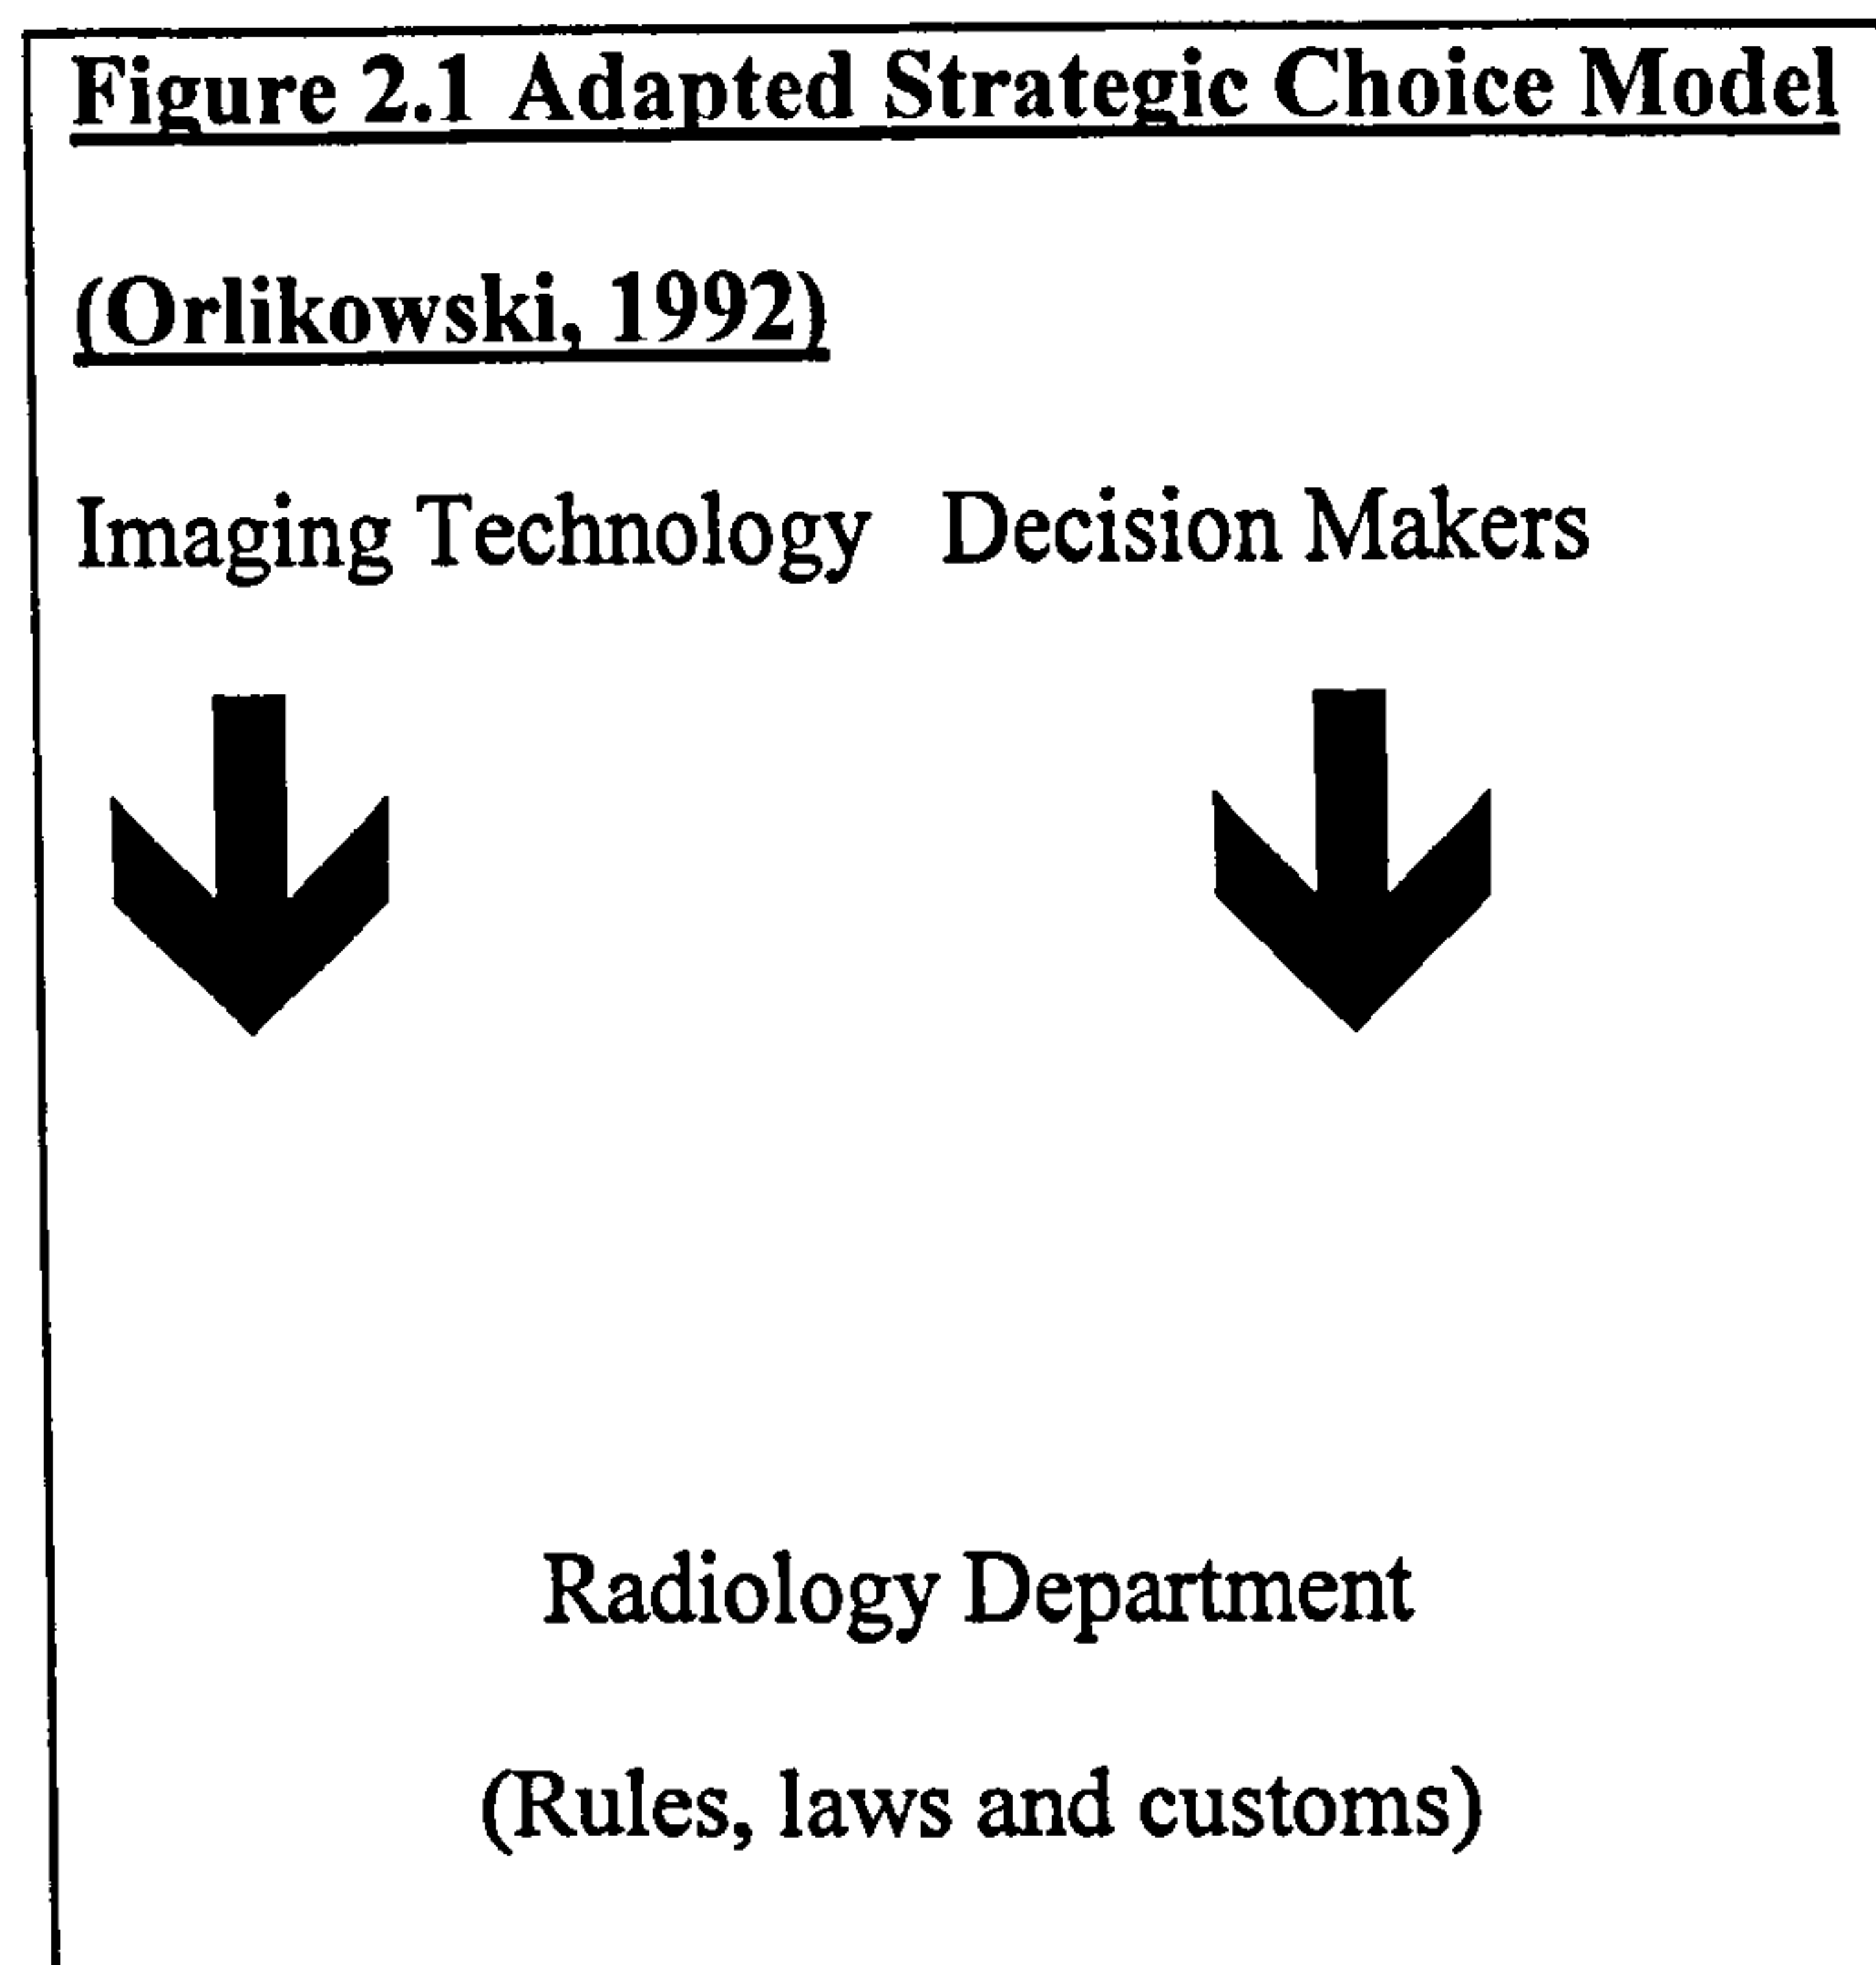 Figure 2.1 Adapted Strategic Choice Model
(Orlikowski, 1992)
Imaging Technology Decision Makers
Radiology Department
(Rules, laws and customs)